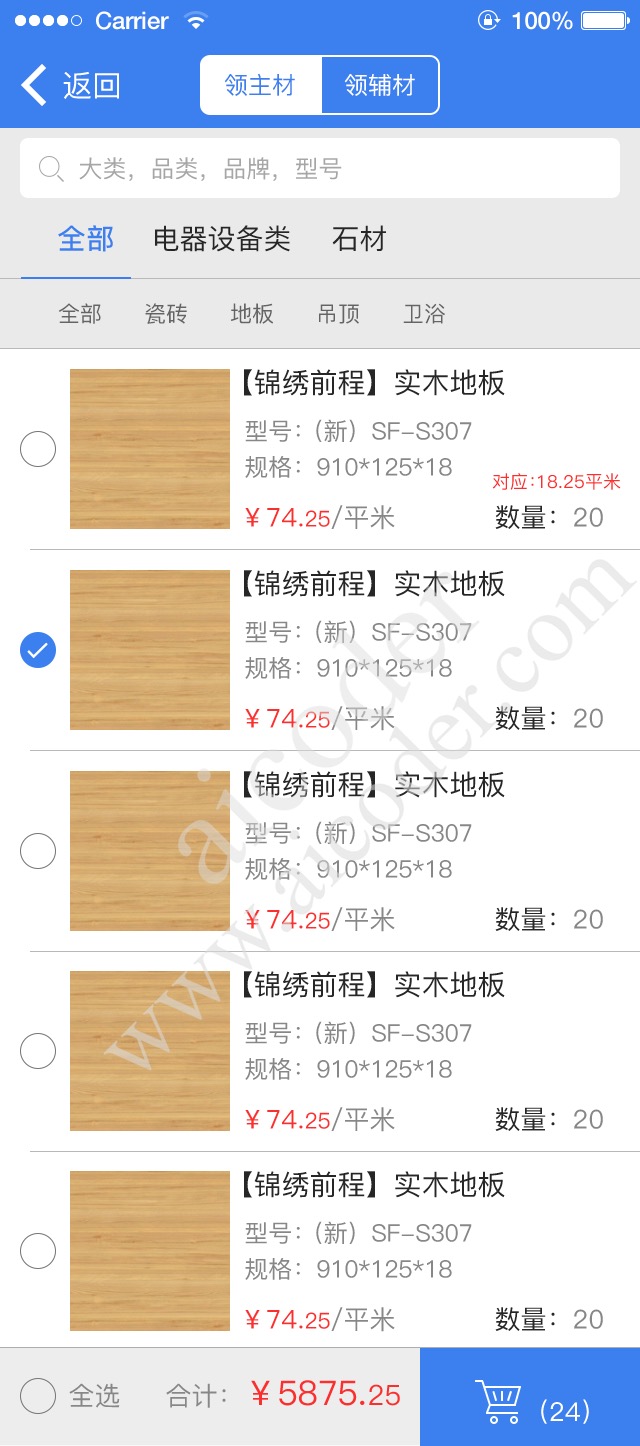 Carrier 100%
返回 领主材 领辅材
大类，品类，品牌，型号
全部 电器设备类 石材
全部 瓷砖 地板 吊顶 卫浴
【锦绣前程】实木地板
型号：（新）SF-S307
规格：910*125*18
对应:18.25平米
¥ 74.25/平米 数量：20
【锦绣前程】实木地板
型号：（新）SF-S307
规格：910*125*18
¥ 74.25/平米 数量：20
【锦绣前程】实木地板
型号：（新）SF-S307
规格：910*125*18
¥ 74.25/平米 数量：20
【锦绣前程】实木地板
型号：（新）SF-S307
规格：910*125*18
¥ 74.25/平米 数量：20
【锦绣前程】实木地板
型号：（新）SF-S307
规格：910*125*18
¥ 74.25/平米 数量：20
全选 合计：¥ 5875.25 (24)
aicoder
www.aicoder.com